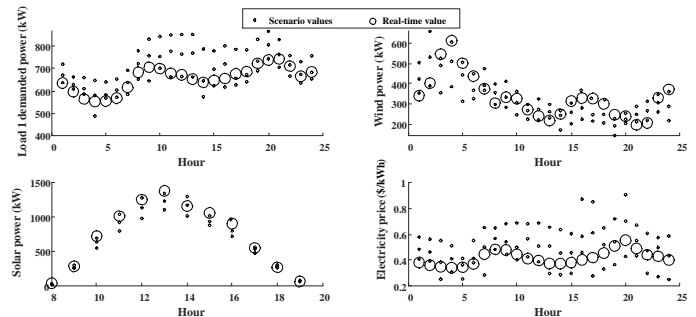 Scenario values Real-time value
Load 1 demanded power (kW)
800
700
600
500
400
0 5 10 15 20 25
Hour
Wind power (kW)
600
500
400
300
200
0 5 10 15 20 25
Hour
Solar power (kW)
1500
1000
500
0
8 10 12 14 16 18 20
Hour
Electricity price ($/kWh)
1
0.8
0.6
0.4
0.2
0 5 10 15 20 25
Hour